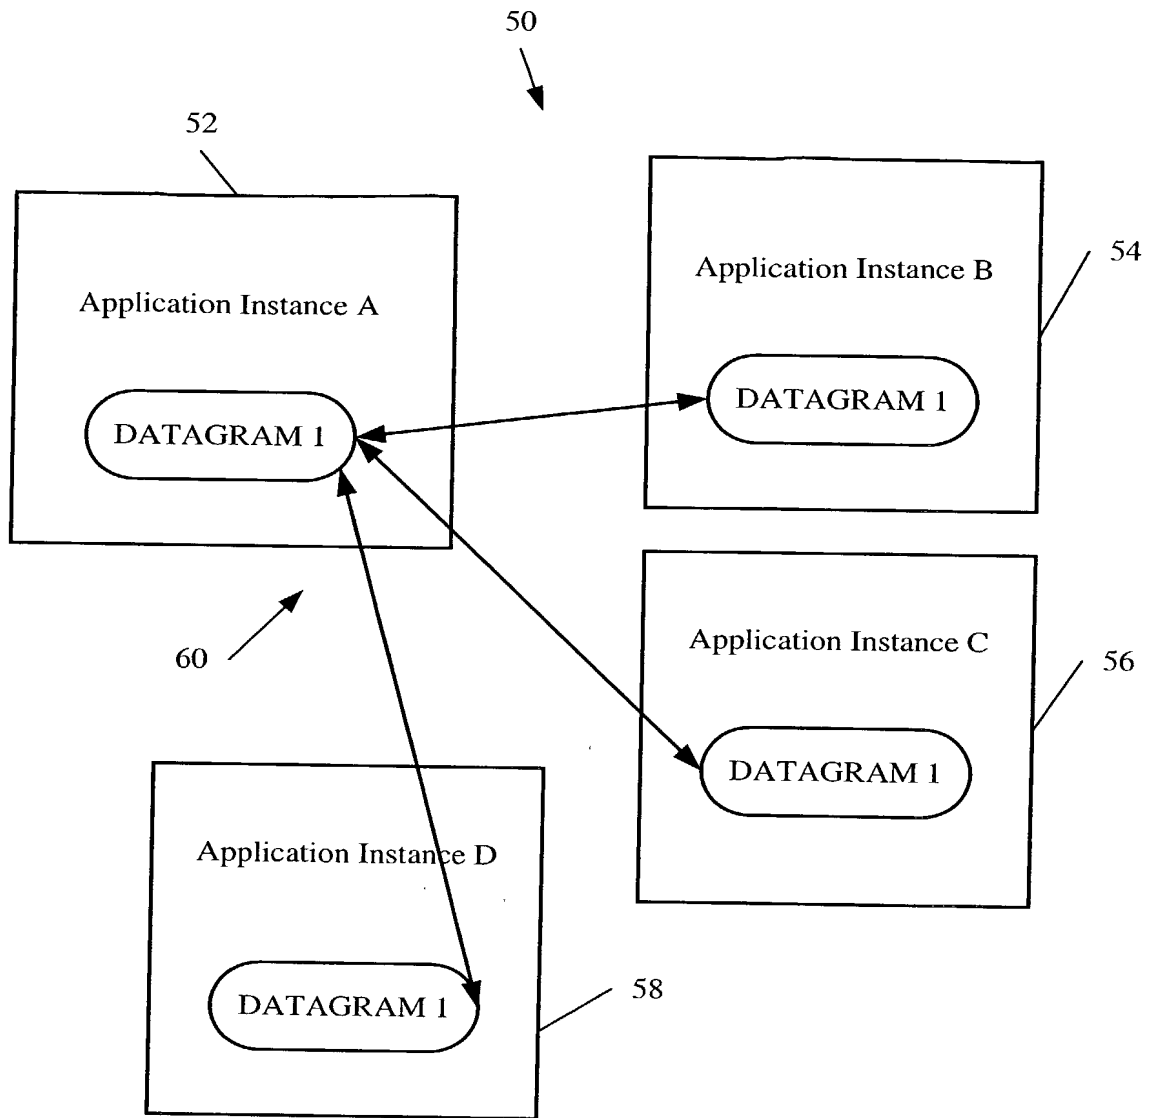 50
52
Application Instance A
DATAGRAM 1
54
Application Instance B
DATAGRAM 1
60
56
Application Instance C
DATAGRAM 1
58
Application Instance D
DATAGRAM 1